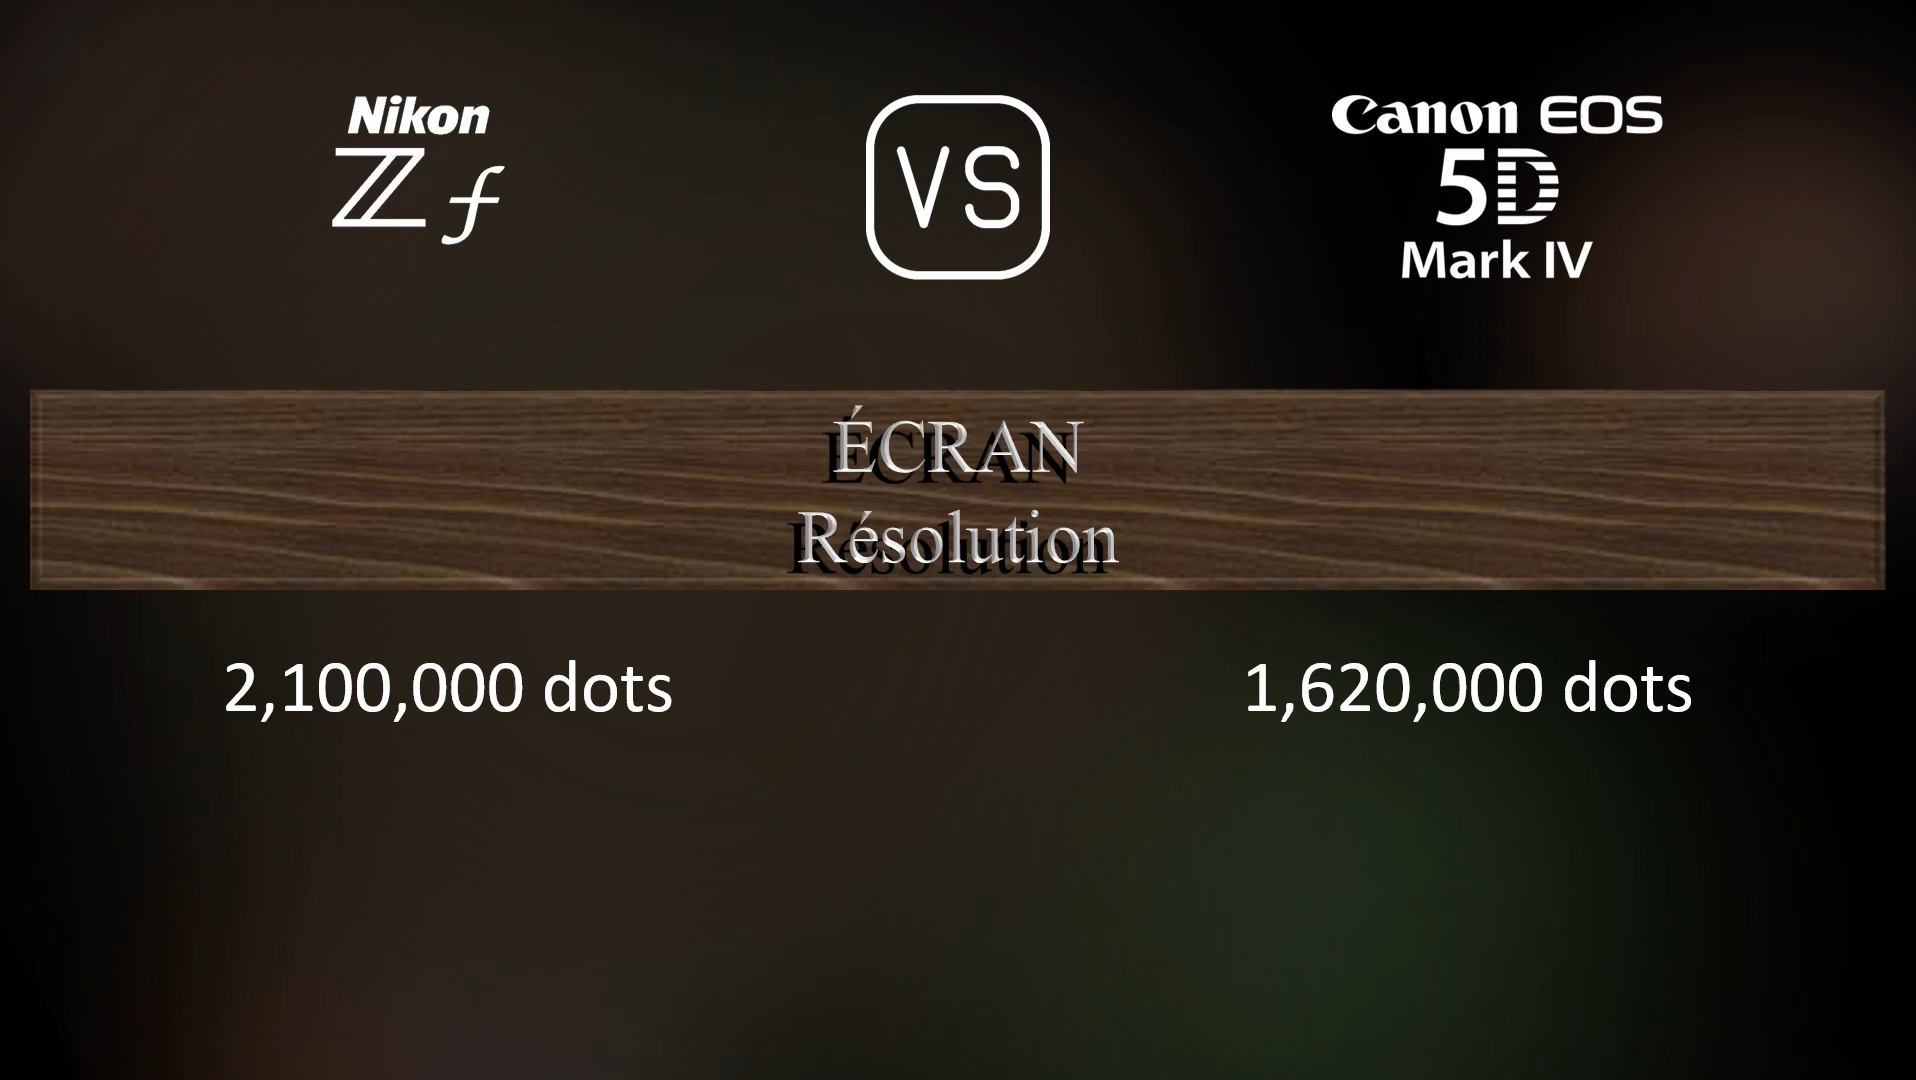 Nikon
Z f
VS
Canon EOS
5D
Mark IV
ÉCRAN
Résolution
2,100,000 dots
1,620,000 dots